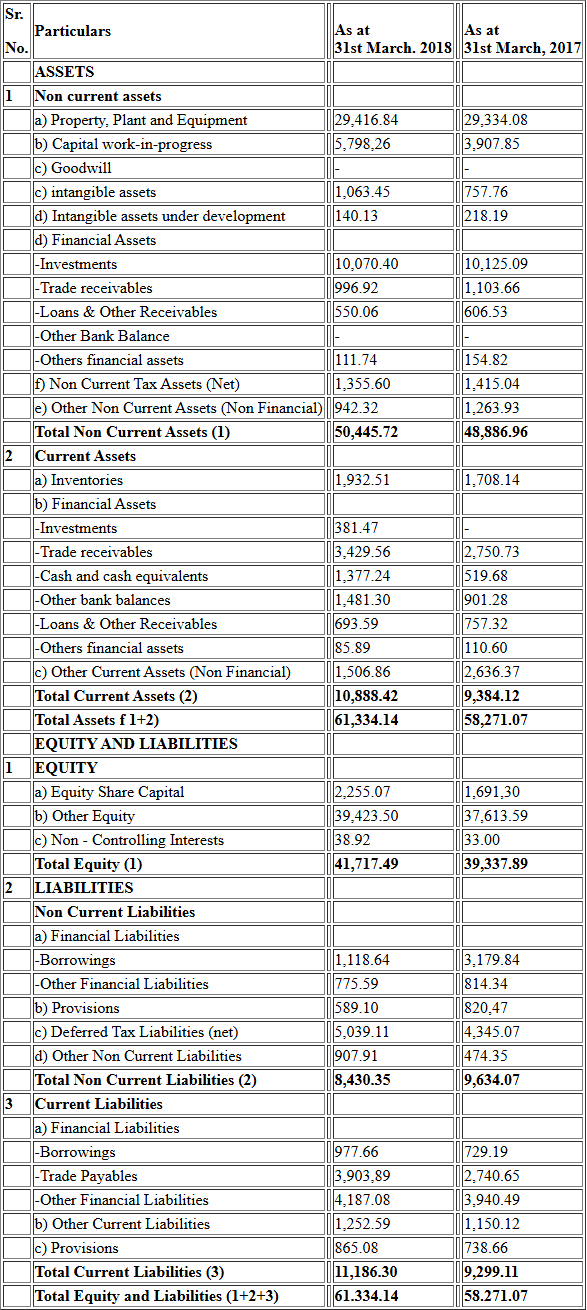 Sr. No. Particulars As at 31st March. 2018 As at 31st March, 2017
ASSETS
1 Non current assets
a) Property, Plant and Equipment 29,416.84 29,334.08
b) Capital work-in-progress 5,798,26 3,907.85
c) Goodwill - -
c) intangible assets 1,063.45 757.76
d) Intangible assets under development 140.13 218.19
d) Financial Assets
-Investments 10,070.40 10,125.09
-Trade receivables 996.92 1,103.66
-Loans & Other Receivables 550.06 606.53
-Other Bank Balance - -
-Others financial assets 111.74 154.82
f) Non Current Tax Assets (Net) 1,355.60 1,415.04
e) Other Non Current Assets (Non Financial) 942.32 1,263.93
Total Non Current Assets (1) 50,445.72 48,886.96
2 Current Assets
a) Inventories 1,932.51 1,708.14
b) Financial Assets
-Investments 381.47 -
-Trade receivables 3,429.56 2,750.73
-Cash and cash equivalents 1,377.24 519.68
-Other bank balances 1,481.30 901.28
-Loans & Other Receivables 693.59 757.32
-Others financial assets 85.89 110.60
c) Other Current Assets (Non Financial) 1,506.86 2,636.37
Total Current Assets (2) 10,888.42 9,384.12
Total Assets f 1+2) 61,334.14 58,271.07
EQUITY AND LIABILITIES
1 EQUITY
a) Equity Share Capital 2,255.07 1,691,30
b) Other Equity 39,423.50 37,613.59
c) Non - Controlling Interests 38.92 33.00
Total Equity (1) 41,717.49 39,337.89
2 LIABILITIES
Non Current Liabilities
a) Financial Liabilities
-Borrowings 1,118.64 3,179.84
-Other Financial Liabilities 775.59 814.34
b) Provisions 589.10 820,47
c) Deferred Tax Liabilities (net) 5,039.11 4,345.07
d) Other Non Current Liabilities 907.91 474.35
Total Non Current Liabilities (2) 8,430.35 9,634.07
3 Current Liabilities
a) Financial Liabilities
-Borrowings 977.66 729.19
-Trade Payables 3,903,89 2,740.65
-Other Financial Liabilities 4,187.08 3,940.49
b) Other Current Liabilities 1,252.59 1,150.12
c) Provisions 865.08 738.66
Total Current Liabilities (3) 11,186.30 9,299.11
Total Equity and Liabilities (1+2+3) 61.334.14 58.271.07